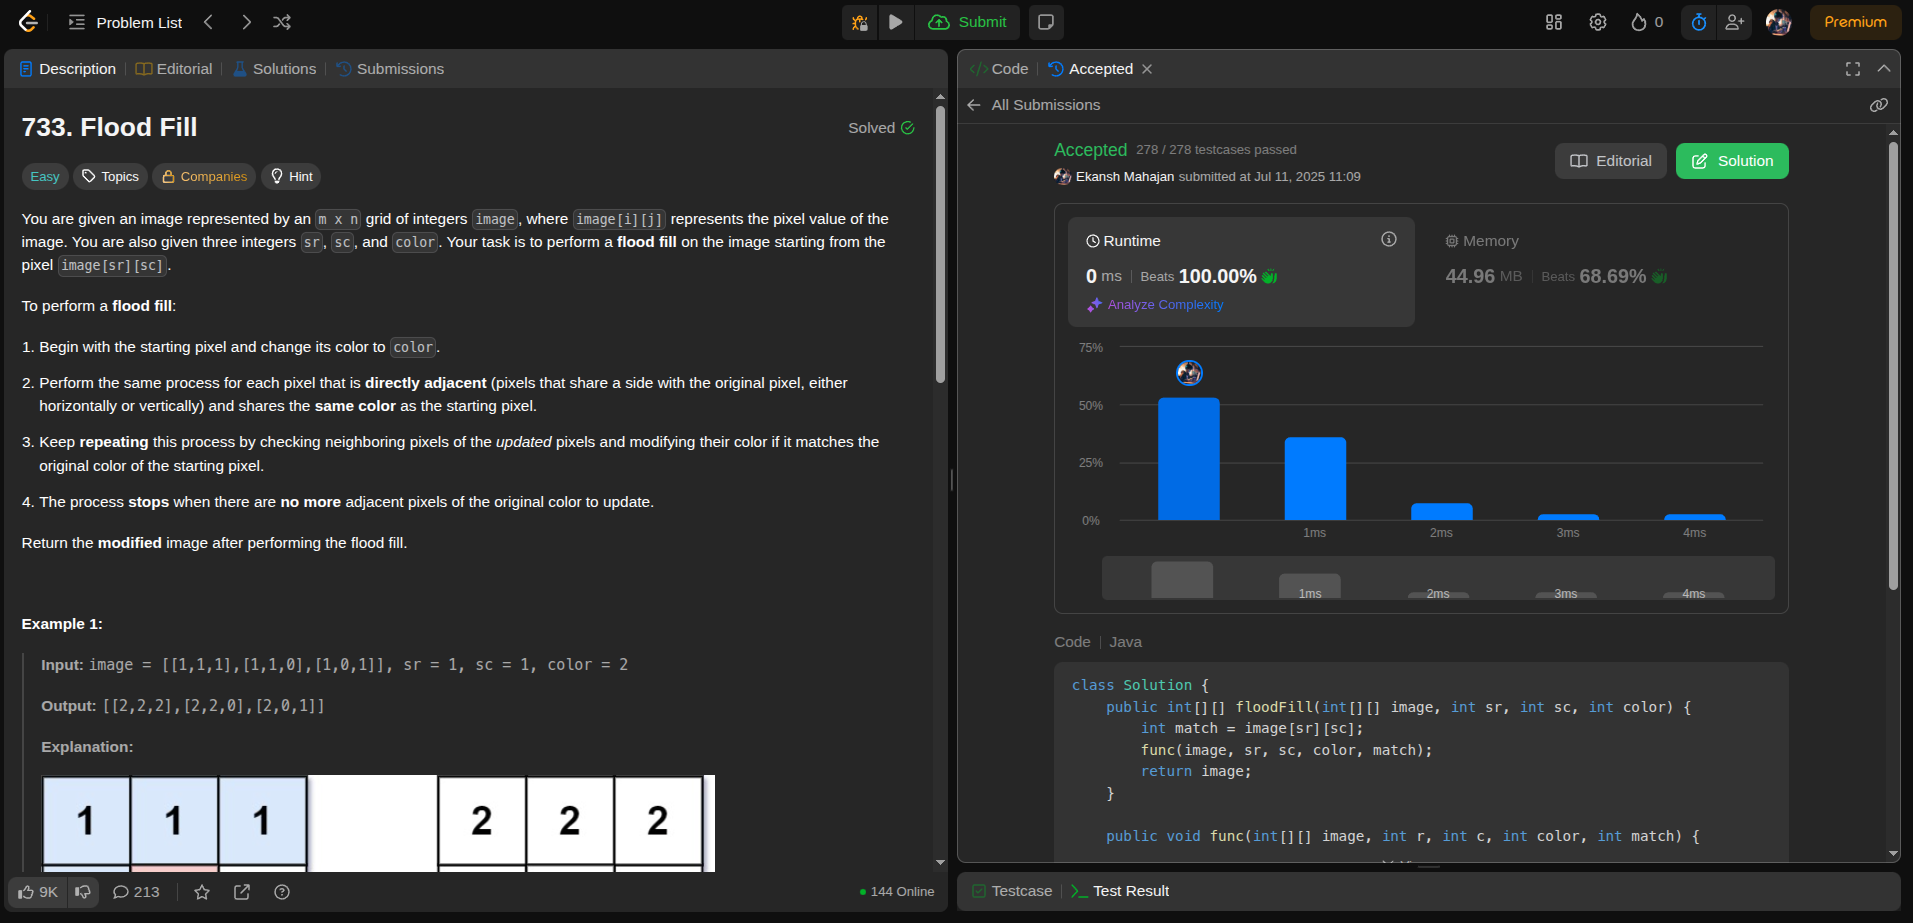 Problem List
Submit
0
Premium
Description
Editorial
Solutions
Submissions
733. Flood Fill
Solved
Easy
Topics
Companies
Hint
You are given an image represented by an m x n grid of integers image, where image[i][j] represents the pixel value of the
image. You are also given three integers sr, sc, and color. Your task is to perform a flood fill on the image starting from the
pixel image[sr][sc].
To perform a flood fill:
1. Begin with the starting pixel and change its color to color.
2. Perform the same process for each pixel that is directly adjacent (pixels that share a side with the original pixel, either
horizontally or vertically) and shares the same color as the starting pixel.
3. Keep repeating this process by checking neighboring pixels of the updated pixels and modifying their color if it matches the
original color of the starting pixel.
4. The process stops when there are no more adjacent pixels of the original color to update.
Return the modified image after performing the flood fill.
Example 1:
Input: image = [[1,1,1],[1,1,0],[1,0,1]], sr = 1, sc = 1, color = 2
Output: [[2,2,2],[2,2,0],[2,0,1]]
Explanation:
1 1 1 2 2 2
9K
213
144 Online
Code
Accepted
All Submissions
Accepted 278 / 278 testcases passed
Ekansh Mahajan submitted at Jul 11, 2025 11:09
Editorial
Solution
Runtime
0 ms Beats 100.00%
Analyze Complexity
Memory
44.96 MB Beats 68.69%
75%
50%
25%
0%
1ms 2ms 3ms 4ms
1ms 2ms 3ms 4ms
Code Java
class Solution {
public int[][] floodFill(int[][] image, int sr, int sc, int color) {
int match = image[sr][sc];
func(image, sr, sc, color, match);
return image;
}
public void func(int[][] image, int r, int c, int color, int match) {
Testcase
Test Result